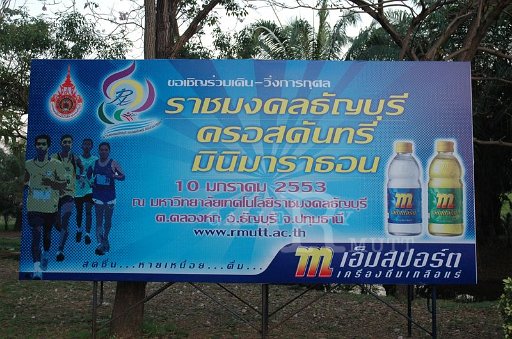 ขอเชิญร่วมเดิน-วิ่งการกุศล
ราชมงคลธัญบุรี
ครอสคันทรี่
มินิมาราธอน
10 มกราคม 2553
ณ มหาวิทยาลัยเทคโนโลยีราชมงคลธัญบุรี
ต.คลองหก อ.ธัญบุรี จ.ปทุมธานี
www.rmutt.ac.th
สดชื่น...หายเหนื่อย...ดื่ม...
m เอ็มสปอร์ต
เครื่องดื่มเกลือแร่